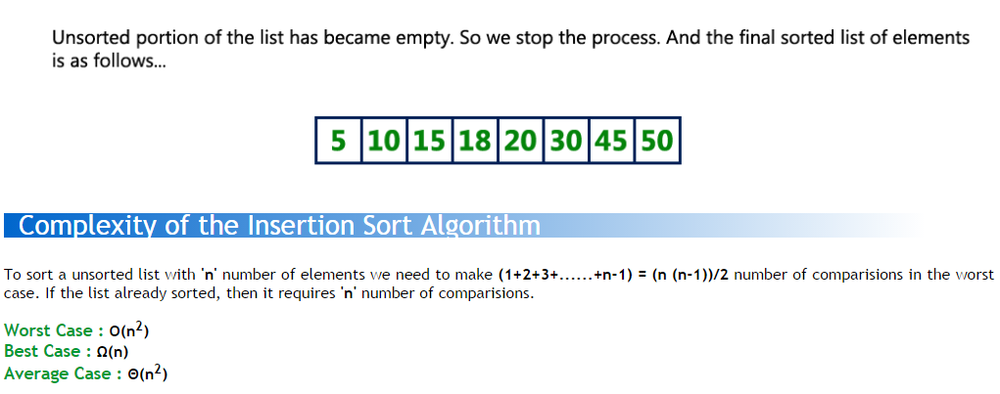 Unsorted portion of the list has became empty. So we stop the process. And the final sorted list of elements
is as follows...
5 10 15 18 20 30 45 50
Complexity of the Insertion Sort Algorithm
To sort a unsorted list with 'n' number of elements we need to make (1+2+3+......+n-1) = (n (n-1))/2 number of comparisions in the worst
case. If the list already sorted, then it requires 'n' number of comparisions.
Worst Case : O(n²)
Best Case : Ω(n)
Average Case : Θ(n²)